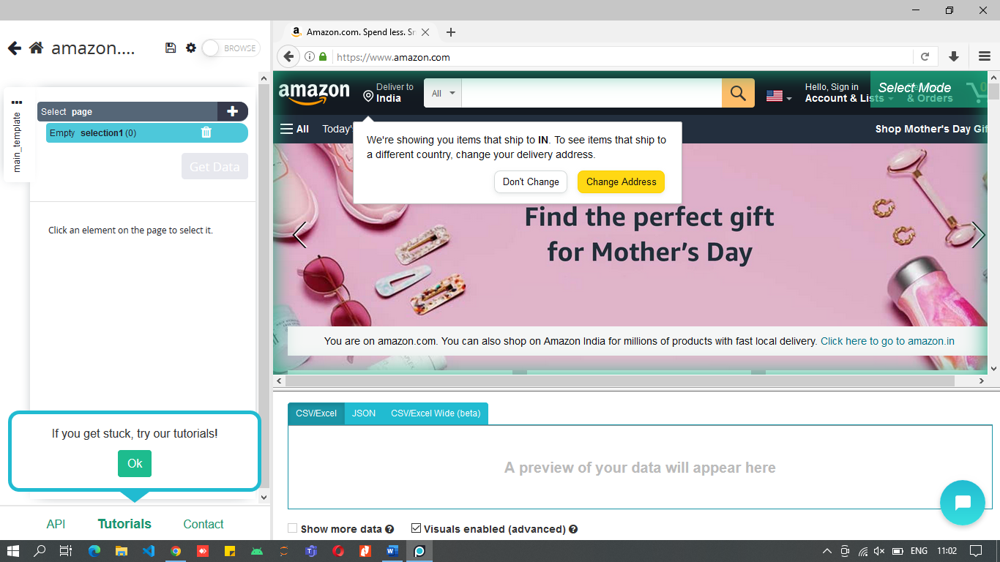 amazon....
BROWSE
main_template
Select page
Empty selection1 (0)
Get Data
Click an element on the page to select it.
If you get stuck, try our tutorials!
Ok
API Tutorials Contact
Amazon.com. Spend less. Sm
https://www.amazon.com
amazon
Deliver to
India
All
Hello, Sign in
Account & Lists
& Orders
Select Mode
0
All Today's
Shop Mother's Day Gif
We're showing you items that ship to IN. To see items that ship to
a different country, change your delivery address.
Don't Change Change Address
Find the perfect gift
for Mother's Day
You are on amazon.com. You can also shop on Amazon India for millions of products with fast local delivery. Click here to go to amazon.in
CSV/Excel JSON CSV/Excel Wide (beta)
A preview of your data will appear here
Show more data Visuals enabled (advanced)
ENG 11:02